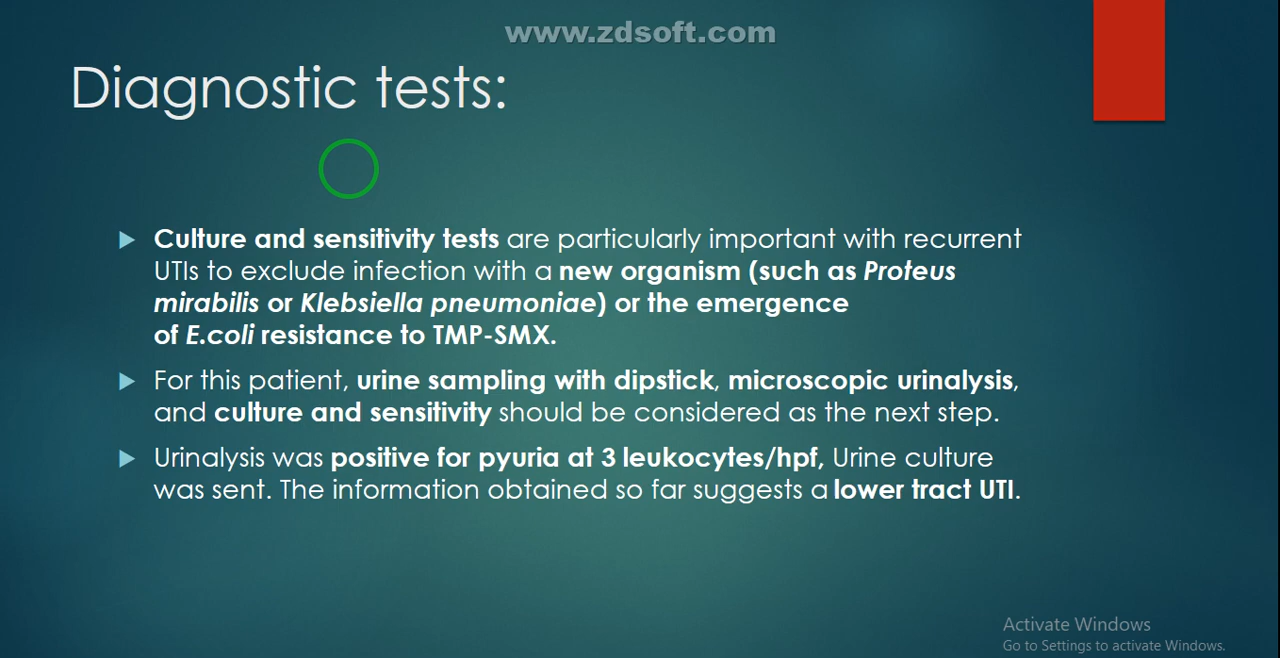 www.zdsoft.com
Diagnostic tests:
Culture and sensitivity tests are particularly important with recurrent
UTIs to exclude infection with a new organism (such as Proteus
mirabilis or Klebsiella pneumoniae) or the emergence
of E.coli resistance to TMP-SMX.
For this patient, urine sampling with dipstick, microscopic urinalysis,
and culture and sensitivity should be considered as the next step.
Urinalysis was positive for pyuria at 3 leukocytes/hpf, Urine culture
was sent. The information obtained so far suggests a lower tract UTI.
Activate Windows
Go to Settings to activate Windows.